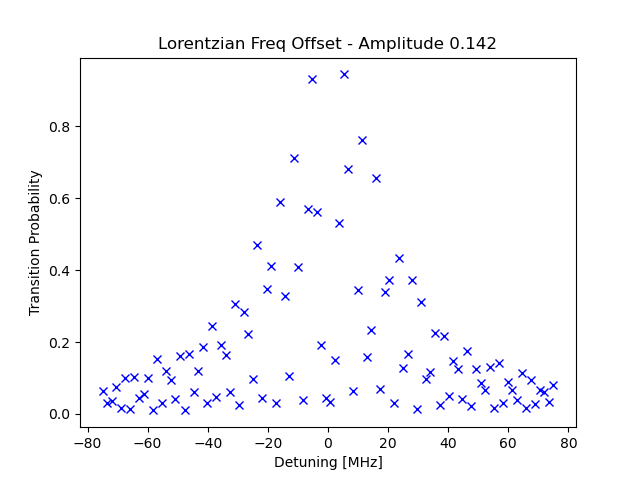 Lorentzian Freq Offset - Amplitude 0.142
Transition Probability
0.8
0.6
0.4
0.2
0.0
−80 −60 −40 −20 0 20 40 60 80
Detuning [MHz]